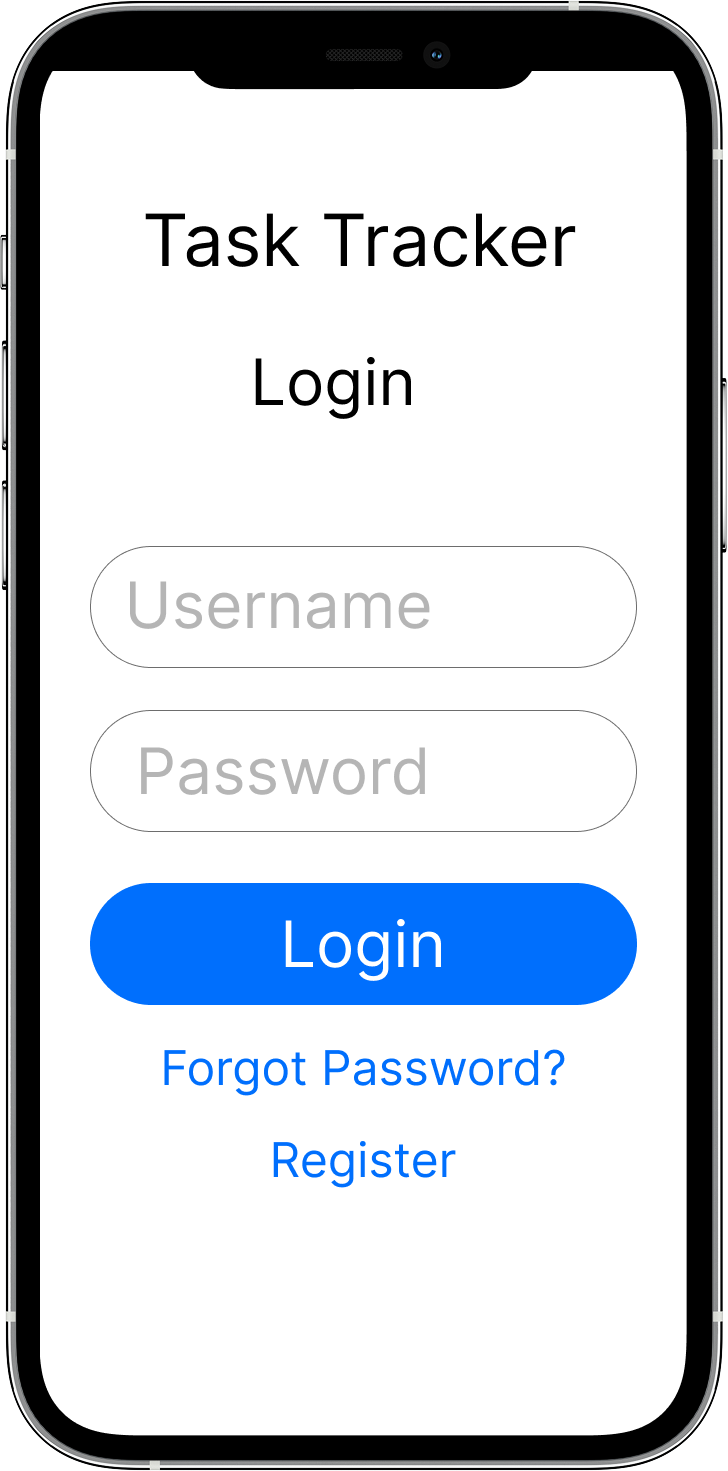 Task Tracker
Login
Username
Password
Login
Forgot Password?
Register